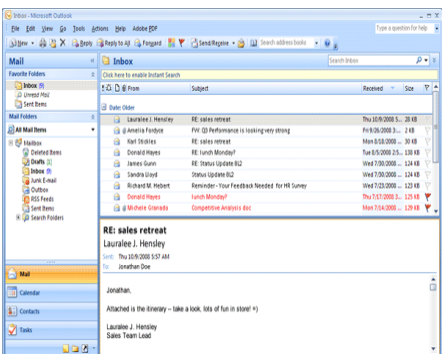 Inbox - Microsoft Outlook
File Edit View Go Tools Actions Help Adobe PDF
Type a question for help
New Reply Reply to All Forward Send/Receive Search address books
Mail
Favorite Folders
Inbox (9)
Unread Mail
Sent Items
Mail Folders
All Mail Items
Mailbox
Deleted Items
Drafts [1]
Inbox (9)
Junk E-mail
Outbox
RSS Feeds
Sent Items
Search Folders
Mail
Calendar
Contacts
Tasks
Inbox
Search Inbox
Click here to enable Instant Search
From Subject Received Size
Date: Older
Lauralee J. Hensley RE: sales retreat Thu 10/9/2008 5... 28 KB
Amelia Fordyce FW: Q3 Performance is looking very strong Fri 9/26/2008 3... 2 KB
Karl Stickles RE: sales retreat Mon 8/18/2008 ... 30 KB
Donald Hayes RE: lunch Monday? Tue 8/5/2008 2:5... 130 KB
James Gunn RE: Status Update 8L2 Wed 7/30/2008 ... 124 KB
Sandra Lloyd Status Update 8L2 Wed 7/30/2008 ... 124 KB
Richard M. Hebert Reminder - Your Feedback Needed for HR Survey Wed 7/23/2008 ... 123 KB
Donald Hayes lunch Monday? Thu 7/17/2008 3... 125 KB
Michele Granada Competitive Analysis doc Mon 7/14/2008 ... 129 KB
RE: sales retreat
Lauralee J. Hensley
Sent: Thu 10/9/2008 5:57 AM
To: Jonathan Doe
Jonathan,
Attached is the itinerary – take a look, lots of fun in store! =)
Lauralee J. Hensley
Sales Team Lead